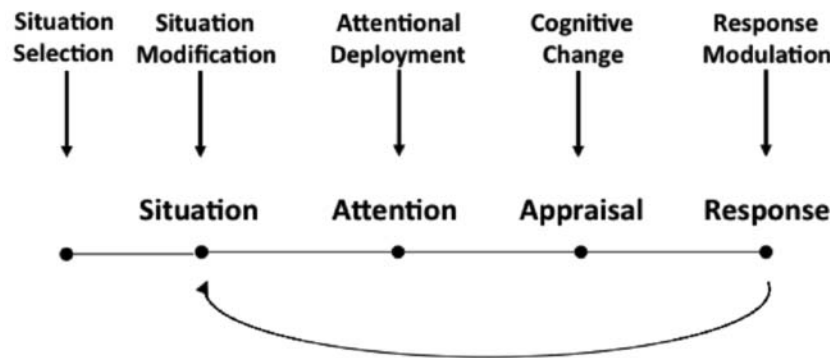 Situation
Selection
Situation
Modification
Attentional
Deployment
Cognitive
Change
Response
Modulation
Situation
Attention
Appraisal
Response